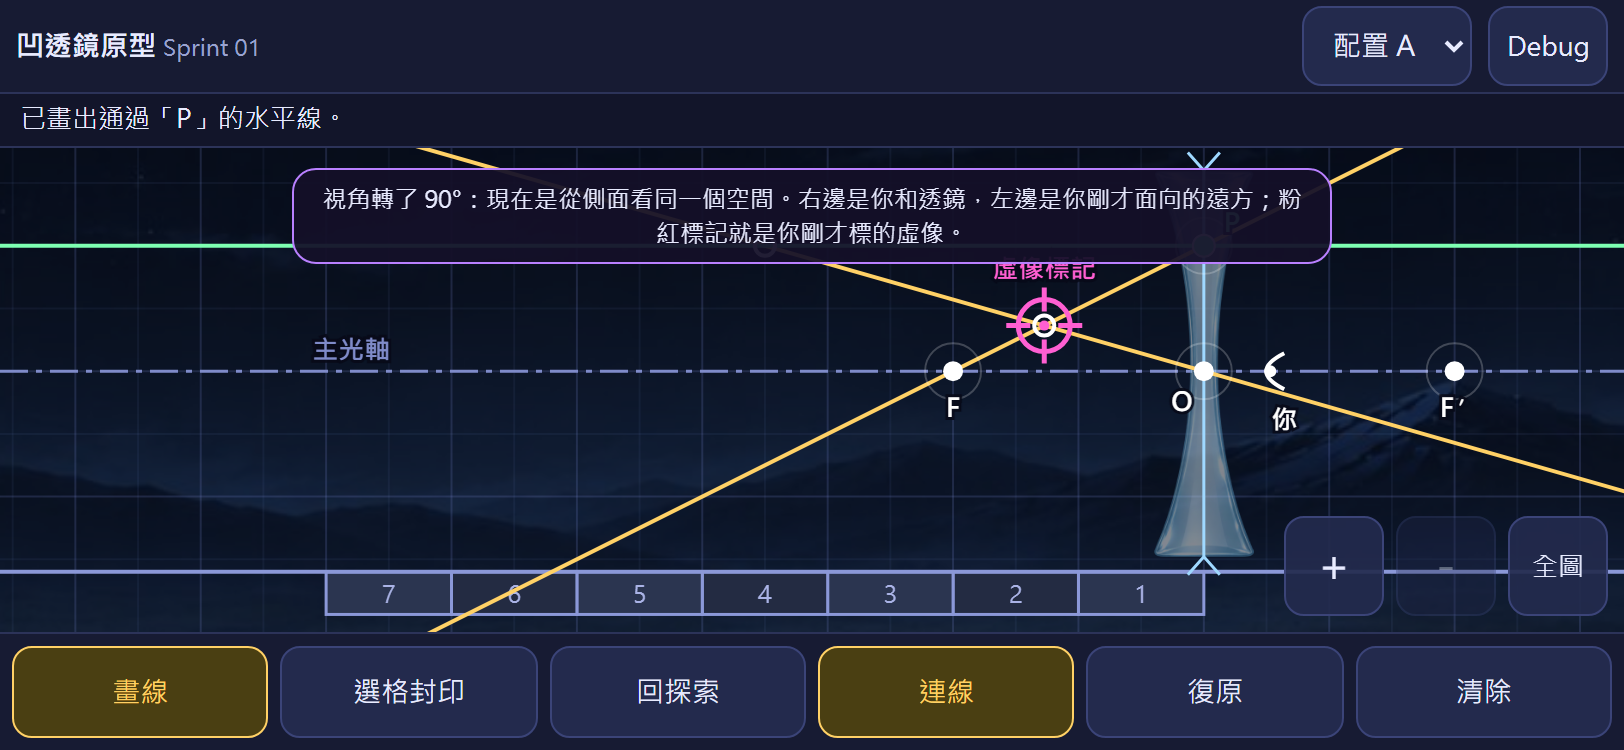 凹透鏡原型 Sprint 01
配置 A
Debug
已畫出通過「P」的水平線。
視角轉了 90°：現在是從側面看同一個空間。右邊是你和透鏡，左邊是你剛才面向的遠方；粉
紅標記就是你剛才標的虛像。
P
虛像標記
主光軸
F
O
你
F′
+
-
全圖
7 6 5 4 3 2 1
畫線
選格封印
回探索
連線
復原
清除